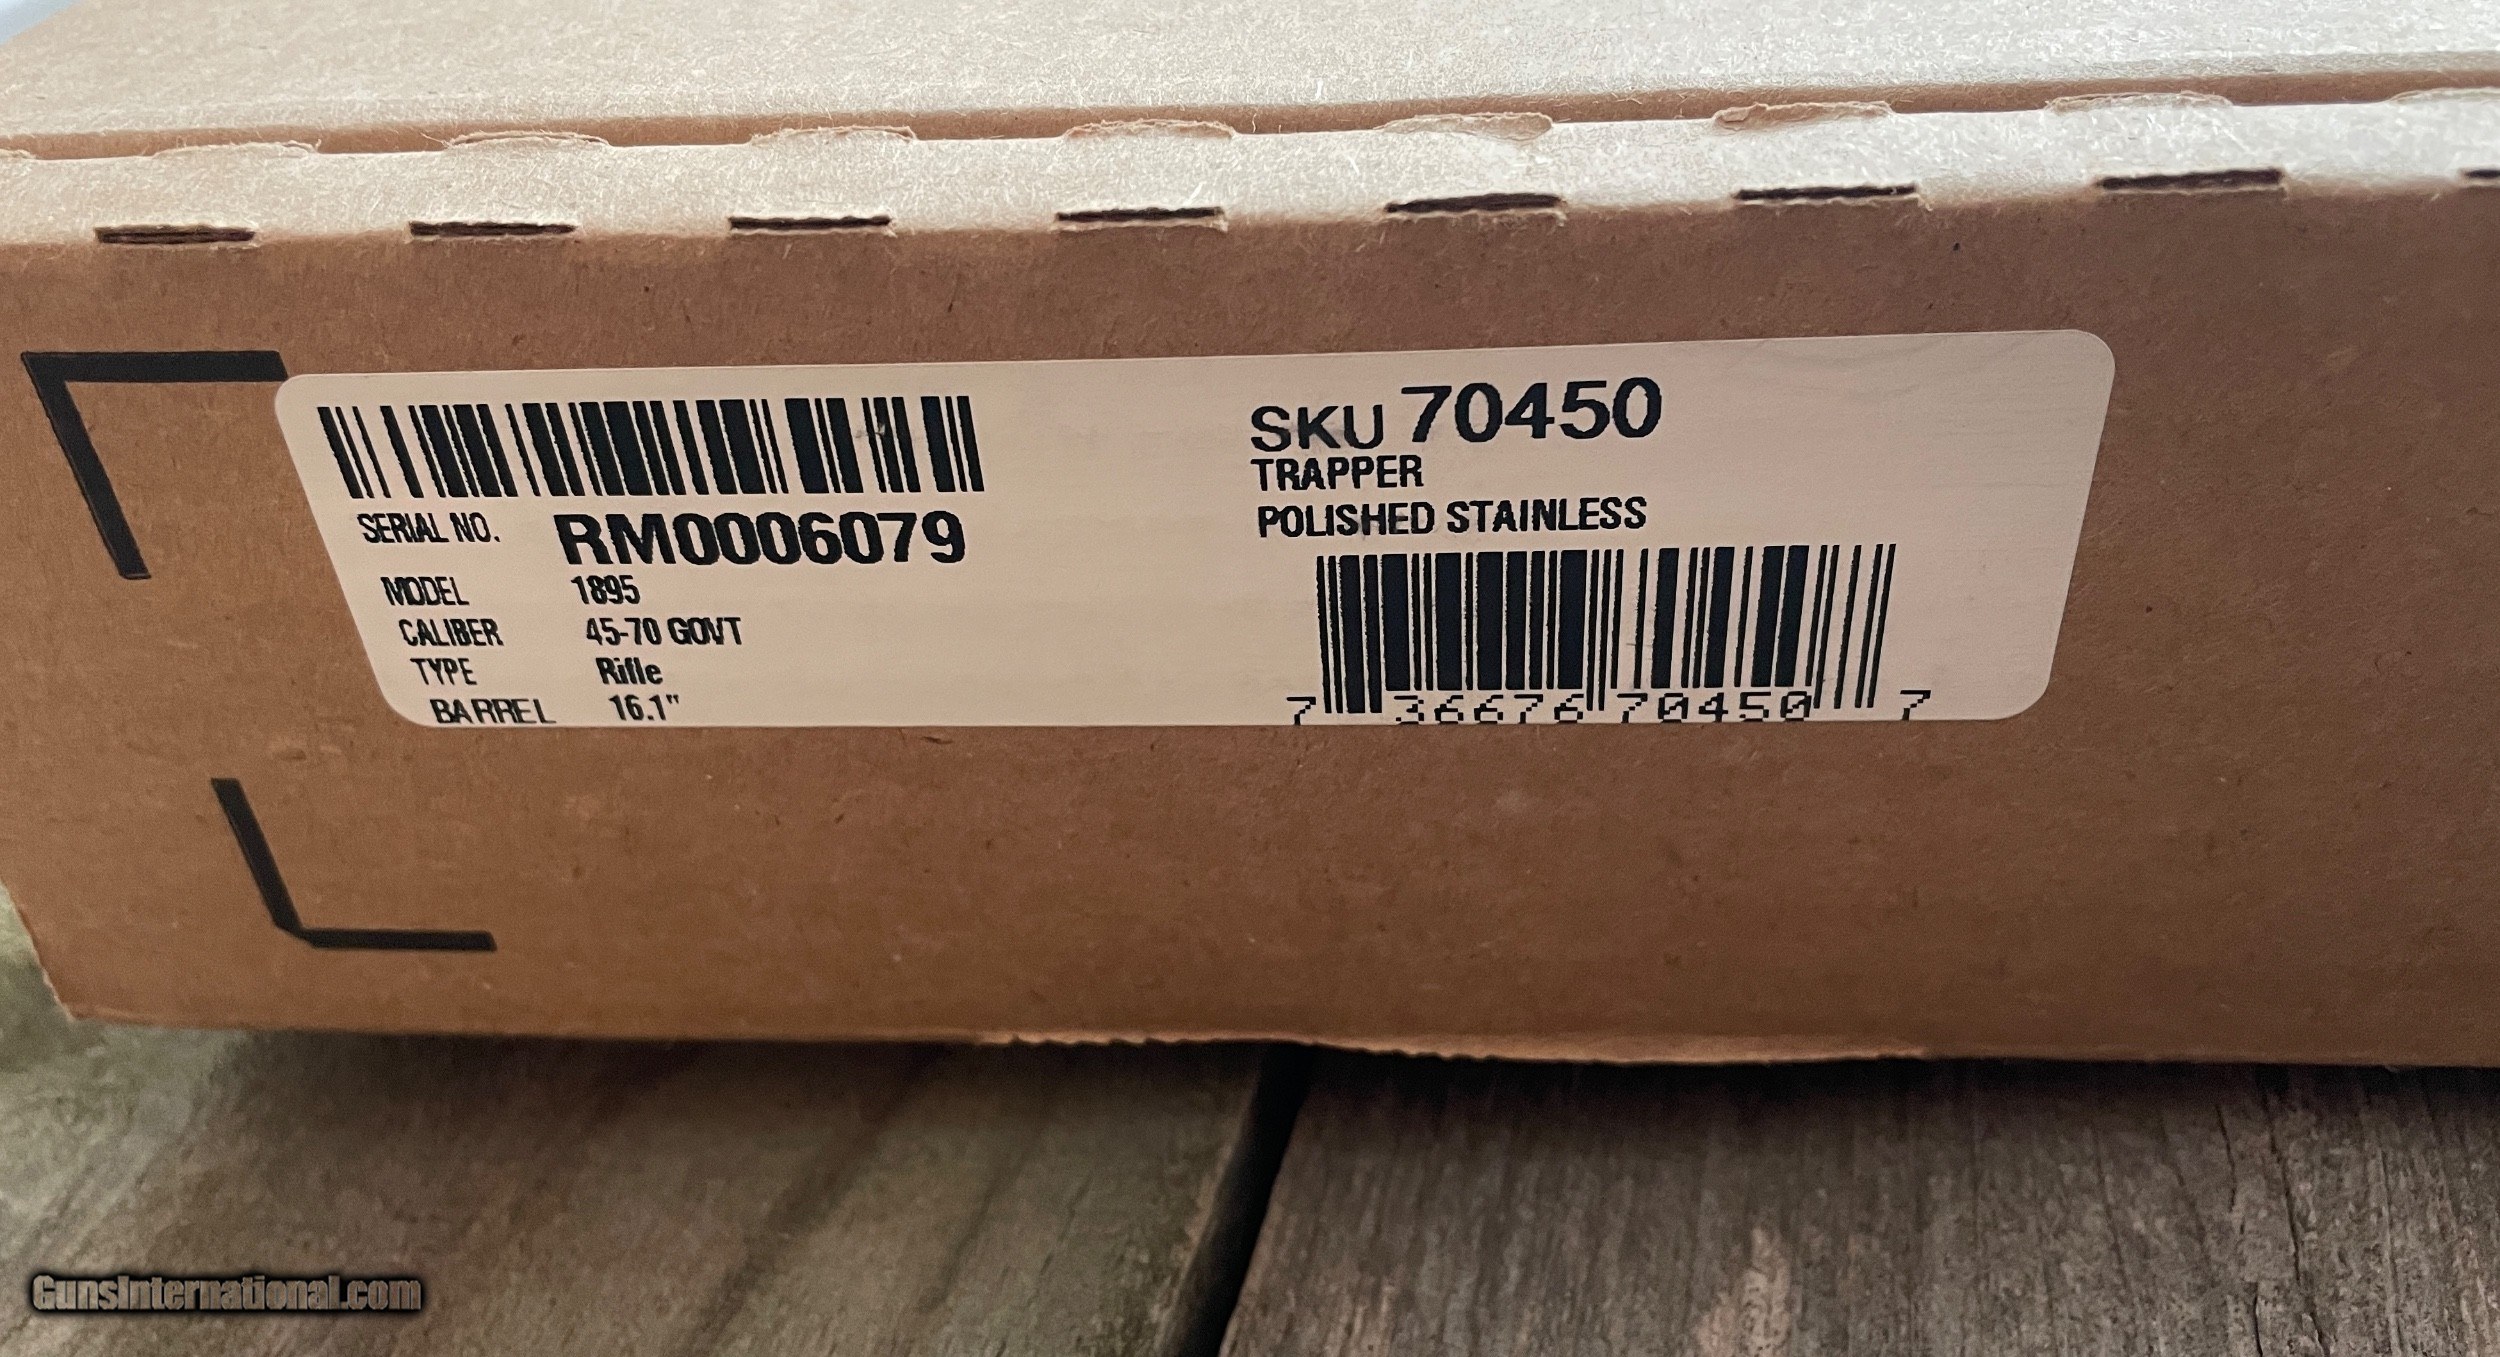 SERIAL NO. RM0006079
MODEL 1895
CALIBER 45-70 GOVT
TYPE Rifle
BARREL 16.1"
SKU 70450
TRAPPER
POLISHED STAINLESS
7 36676 70450 7
GunsInternational.com